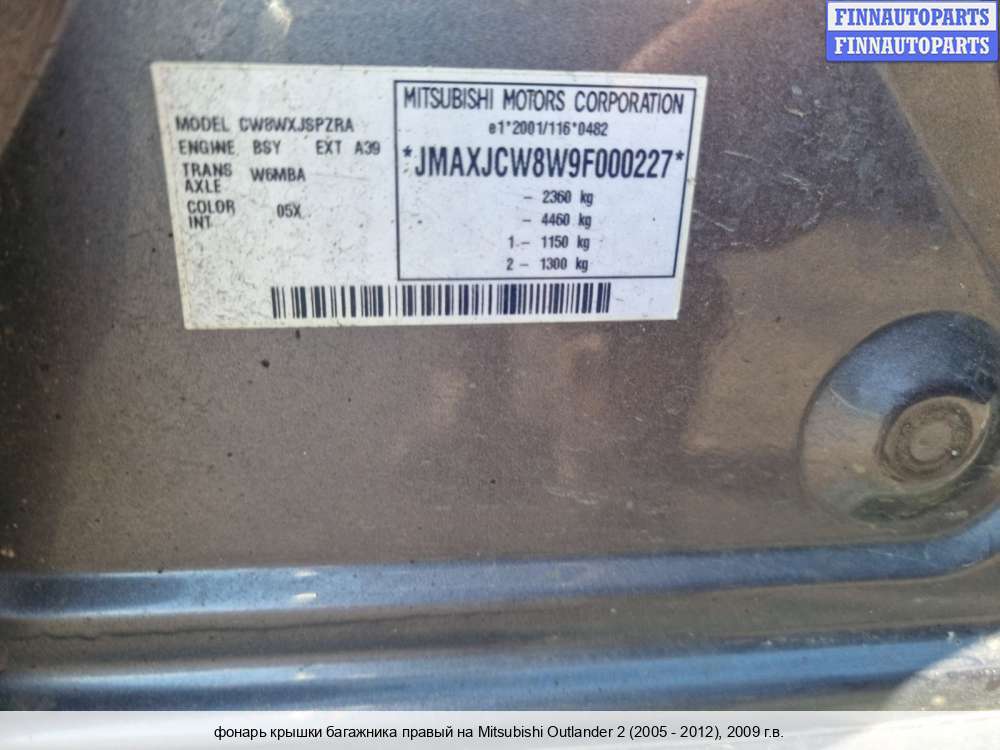 FINNAUTOPARTS
FINNAUTOPARTS
MODEL CW8WXJSPZRA
ENGINE BSY EXT A39
TRANS AXLE W6MBA
COLOR INT 05X
MITSUBISHI MOTORS CORPORATION
e1*2001/116*0482
*JMAXJCW8W9F000227*
– 2360 kg
– 4460 kg
1 – 1150 kg
2 – 1300 kg
фонарь крышки багажника правый на Mitsubishi Outlander 2 (2005 - 2012), 2009 г.в.